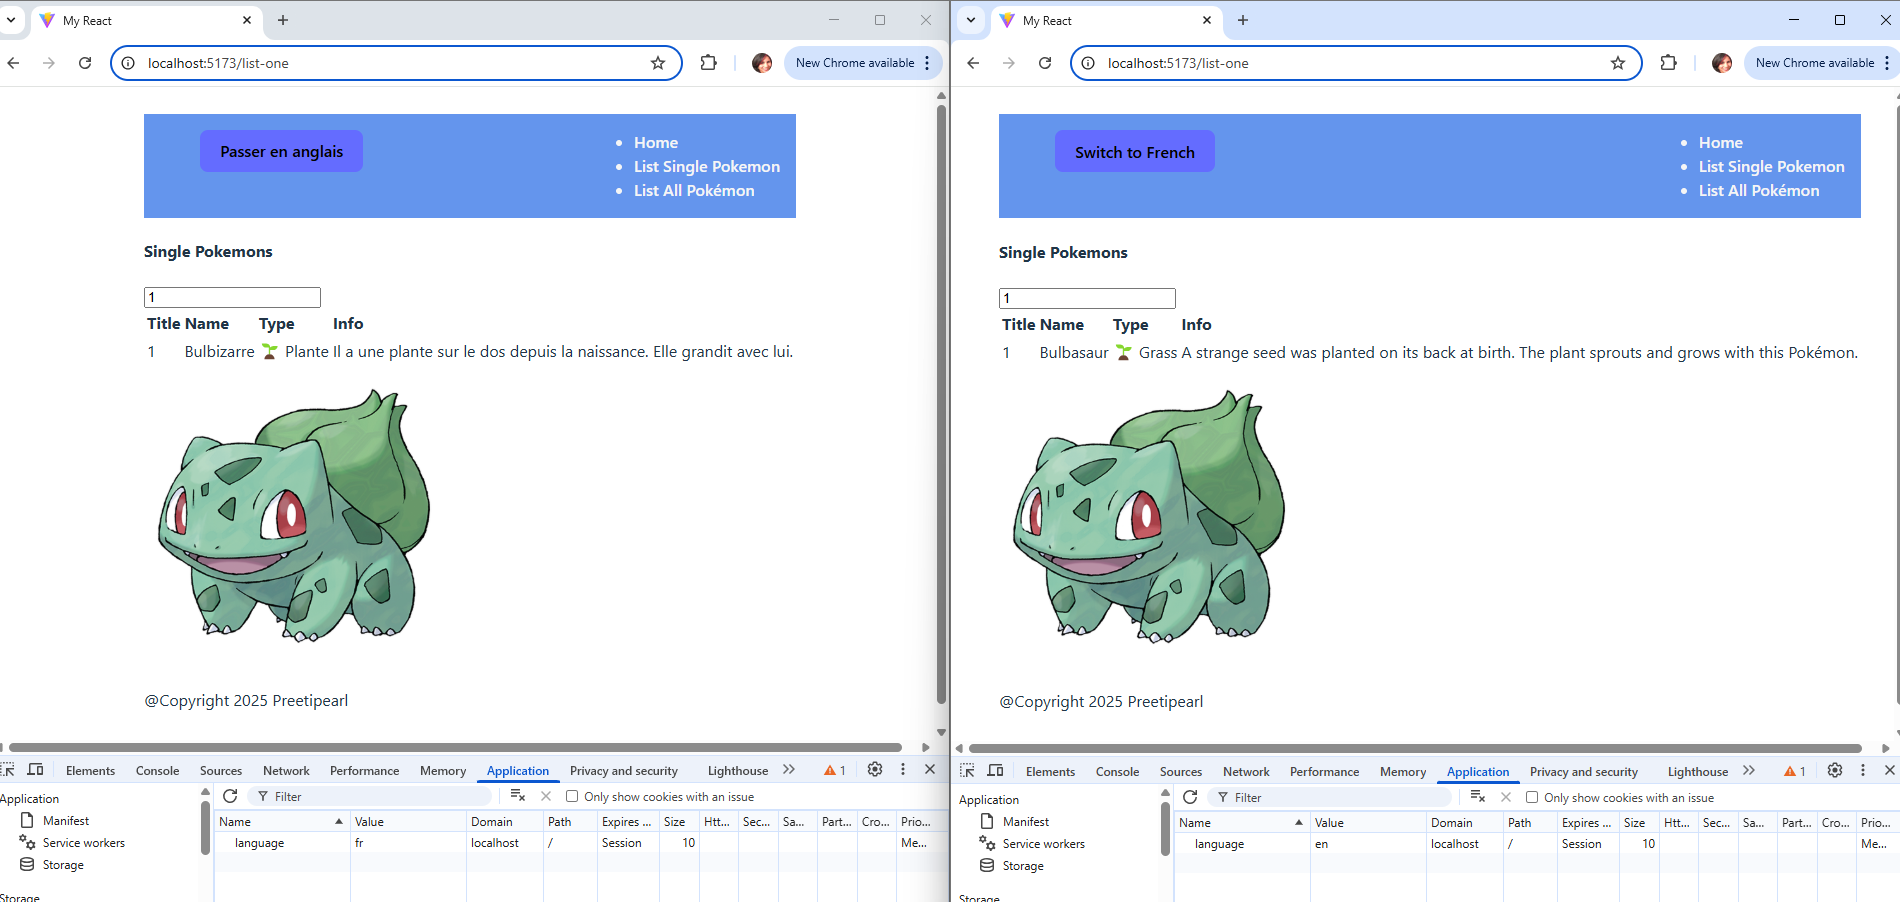 My React
localhost:5173/list-one
New Chrome available
Passer en anglais
Home
List Single Pokemon
List All Pokémon
Single Pokemons
1
Title Name Type Info
1 Bulbizarre 🌱 Plante Il a une plante sur le dos depuis la naissance. Elle grandit avec lui.
@Copyright 2025 Preetipearl
Elements Console Sources Network Performance Memory Application Privacy and security Lighthouse 1
Application
Manifest
Service workers
Storage
Storage
Filter Only show cookies with an issue
Name Value Domain Path Expires ... Size Htt... Sec... Sa... Part... Cro... Prio...
language fr localhost / Session 10 Me...
My React
localhost:5173/list-one
New Chrome available
Switch to French
Home
List Single Pokemon
List All Pokémon
Single Pokemons
1
Title Name Type Info
1 Bulbasaur 🌱 Grass A strange seed was planted on its back at birth. The plant sprouts and grows with this Pokémon.
@Copyright 2025 Preetipearl
Elements Console Sources Network Performance Memory Application Privacy and security Lighthouse 1
Application
Manifest
Service workers
Storage
Storage
Filter Only show cookies with an issue
Name Value Domain Path Expires ... Size Htt... Sec... Sa... Part... Cro... Prio...
language en localhost / Session 10 Me...